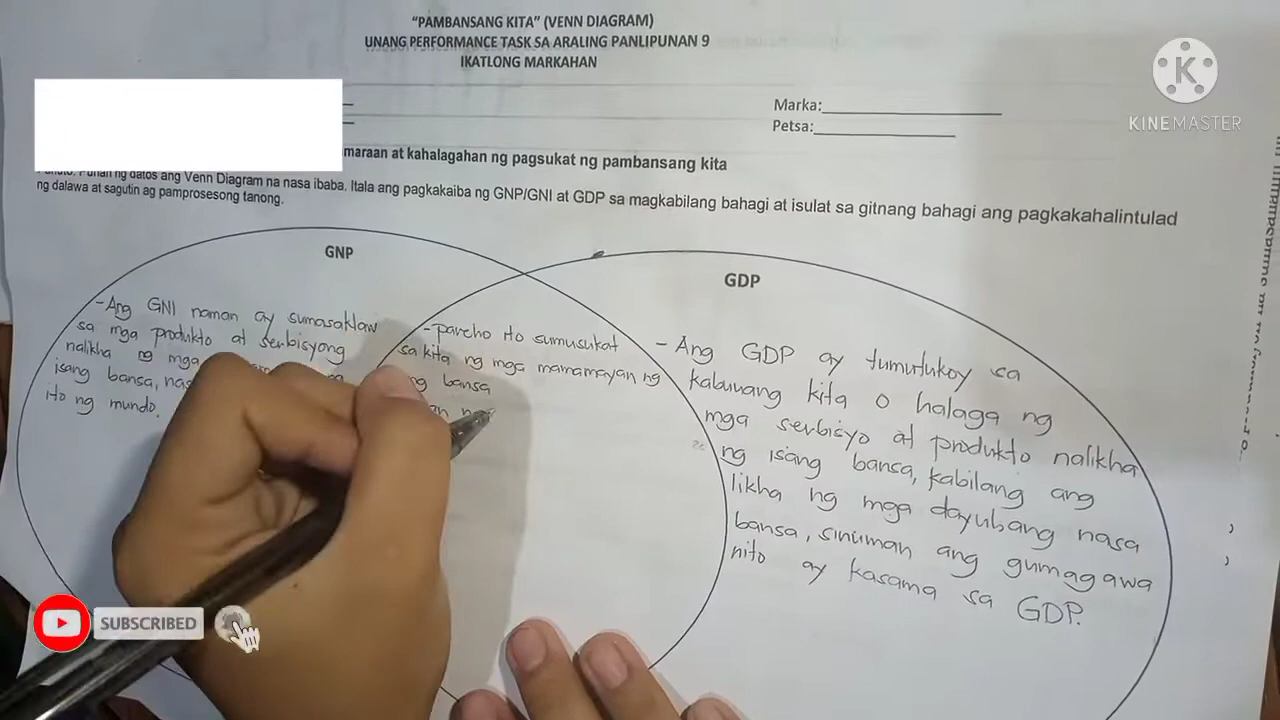 "PAMBANSANG KITA" (VENN DIAGRAM)
UNANG PERFORMANCE TASK SA ARALING PANLIPUNAN 9
IKATLONG MARKAHAN
KINEMASTER
Marka:
Petsa:
maraan at kahalagahan ng pagsukat ng pambansang kita
Punan ng datos ang Venn Diagram na nasa ibaba. Itala ang pagkakaiba ng GNP/GNI at GDP sa magkabilang bahagi at isulat sa gitnang bahagi ang pagkakahalintulad
ng dalawa at sagutin ag pamprosesong tanong.
GNP
- Ang GNI naman ay sumasaklaw
sa mga produkto at serbisyong
nalikha ng mga
isang bansa,
ito ng mundo.
- pareho ito sumusukat
sa kita ng mga mamamayan ng
ng bansa
GDP
- Ang GDP ay tumutukoy sa
kabuuang kita o halaga ng
mga serbisyo at produkto nalikha
ng isang bansa, kabilang ang
likha ng mga dayuhang nasa
bansa, sinuman ang gumagawa
nito ay kasama sa GDP.
SUBSCRIBED